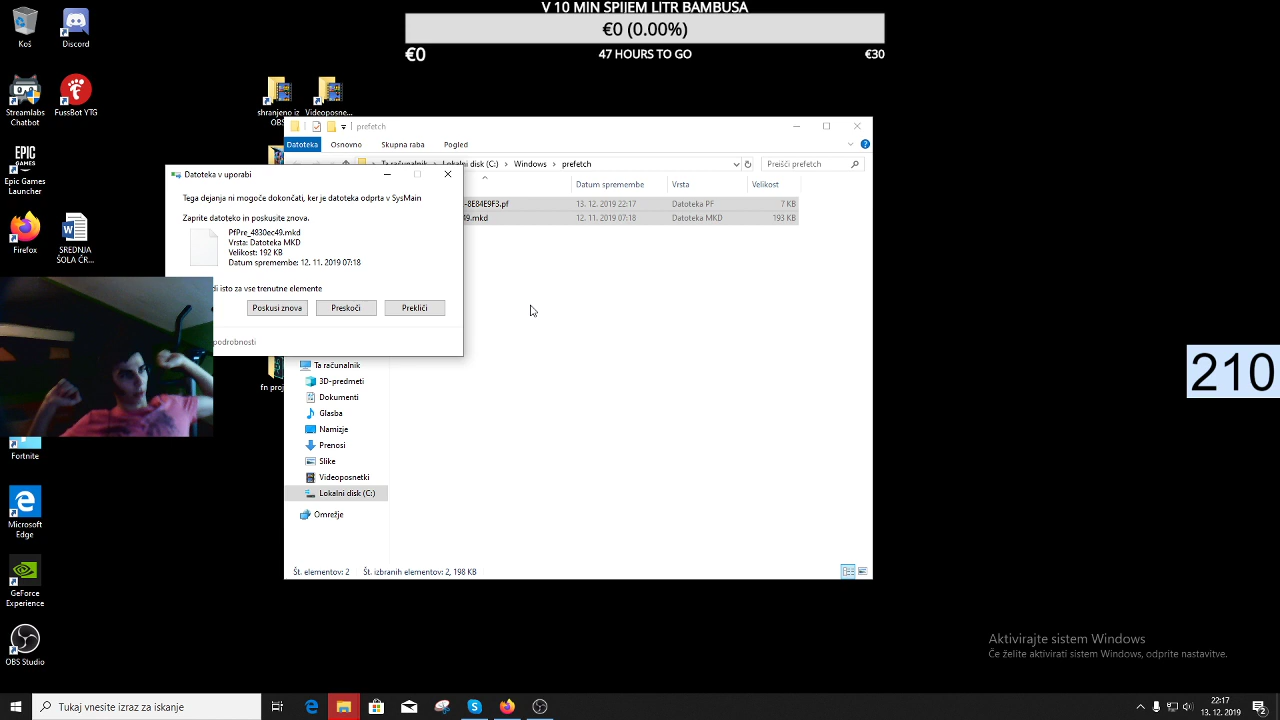 V 10 MIN SPIJEM LITR BAMBUSA
€0 (0.00%)
€0
47 HOURS TO GO
€30
Koš
Discord
Streamlabs Chatbot
FussBot YTG
shranjeno iz OBS
Videoposne...
Epic Games Launcher
Firefox
SREDNJA ŠOLA ČR...
fn proj
Fortnite
Microsoft Edge
GeForce Experience
OBS Studio
prefetch
Datoteka
Osnovno
Skupna raba
Pogled
Ta računalnik
Lokalni disk (C:)
Windows
prefetch
Preišči prefetch
Datum spremembe
Vrsta
Velikost
-8E84E9F3.pf
13. 12. 2019 22:17
Datoteka PF
7 KB
49.mkd
12. 11. 2019 07:18
Datoteka MKD
193 KB
Datoteka v uporabi
Tega dejanja ni mogoče dokončati, ker je datoteka odprta v SysMain
Zaprite datoteko in poskusite znova.
PfPre_4830ec49.mkd
Vrsta: Datoteka MKD
Velikost: 192 KB
Datum spremembe: 12. 11. 2019 07:18
di isto za vse trenutne elemente
Poskusi znova
Preskoči
Prekliči
podrobnosti
Ta računalnik
3D-predmeti
Dokumenti
Glasba
Namizje
Prenosi
Slike
Videoposnetki
Lokalni disk (C:)
Omrežje
Št. elementov: 2
Št. izbranih elementov: 2, 198 KB
210
Aktivirajte sistem Windows
Če želite aktivirati sistem Windows, odprite nastavitve.
Tukaj vnesite izraz za iskanje
22:17
13. 12. 2019
2